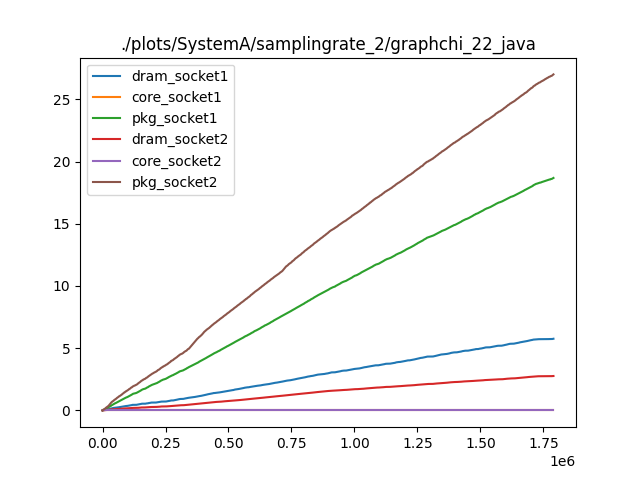 ./plots/SystemA/samplingrate_2/graphchi_22_java
dram_socket1
core_socket1
pkg_socket1
dram_socket2
core_socket2
pkg_socket2
25
20
15
10
5
0
0.00 0.25 0.50 0.75 1.00 1.25 1.50 1.75
1e6